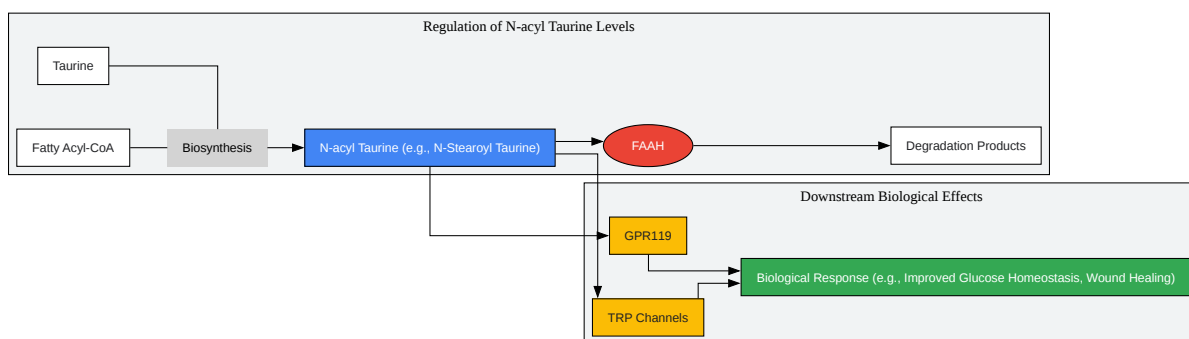 Regulation of N-acyl Taurine Levels
Taurine
Fatty Acyl-CoA
Biosynthesis
N-acyl Taurine (e.g., N-Stearoyl Taurine)
FAAH
Degradation Products
Downstream Biological Effects
GPR119
Biological Response (e.g., Improved Glucose Homeostasis, Wound Healing)
TRP Channels